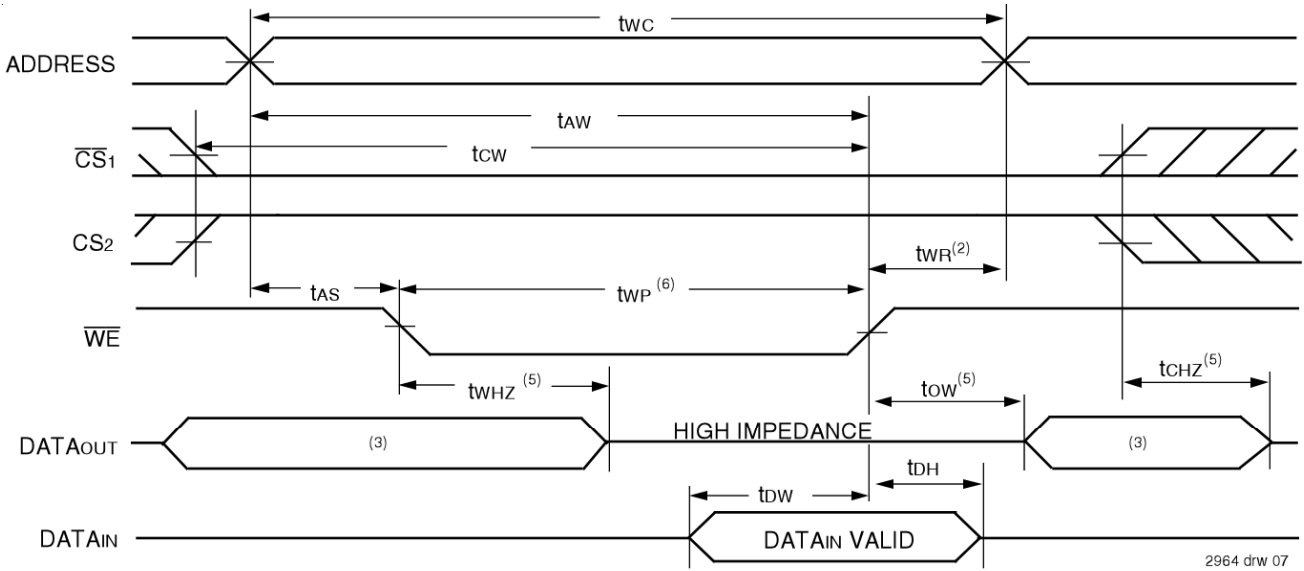 tWC
ADDRESS
tAW
tCW
CS1
CS2
tWR(2)
tAS
tWP (6)
WE
tWHZ (5)
tOW(5)
tCHZ(5)
DATAOUT
(3)
HIGH IMPEDANCE
(3)
tDW
tDH
DATAIN
DATAIN VALID
2964 drw 07